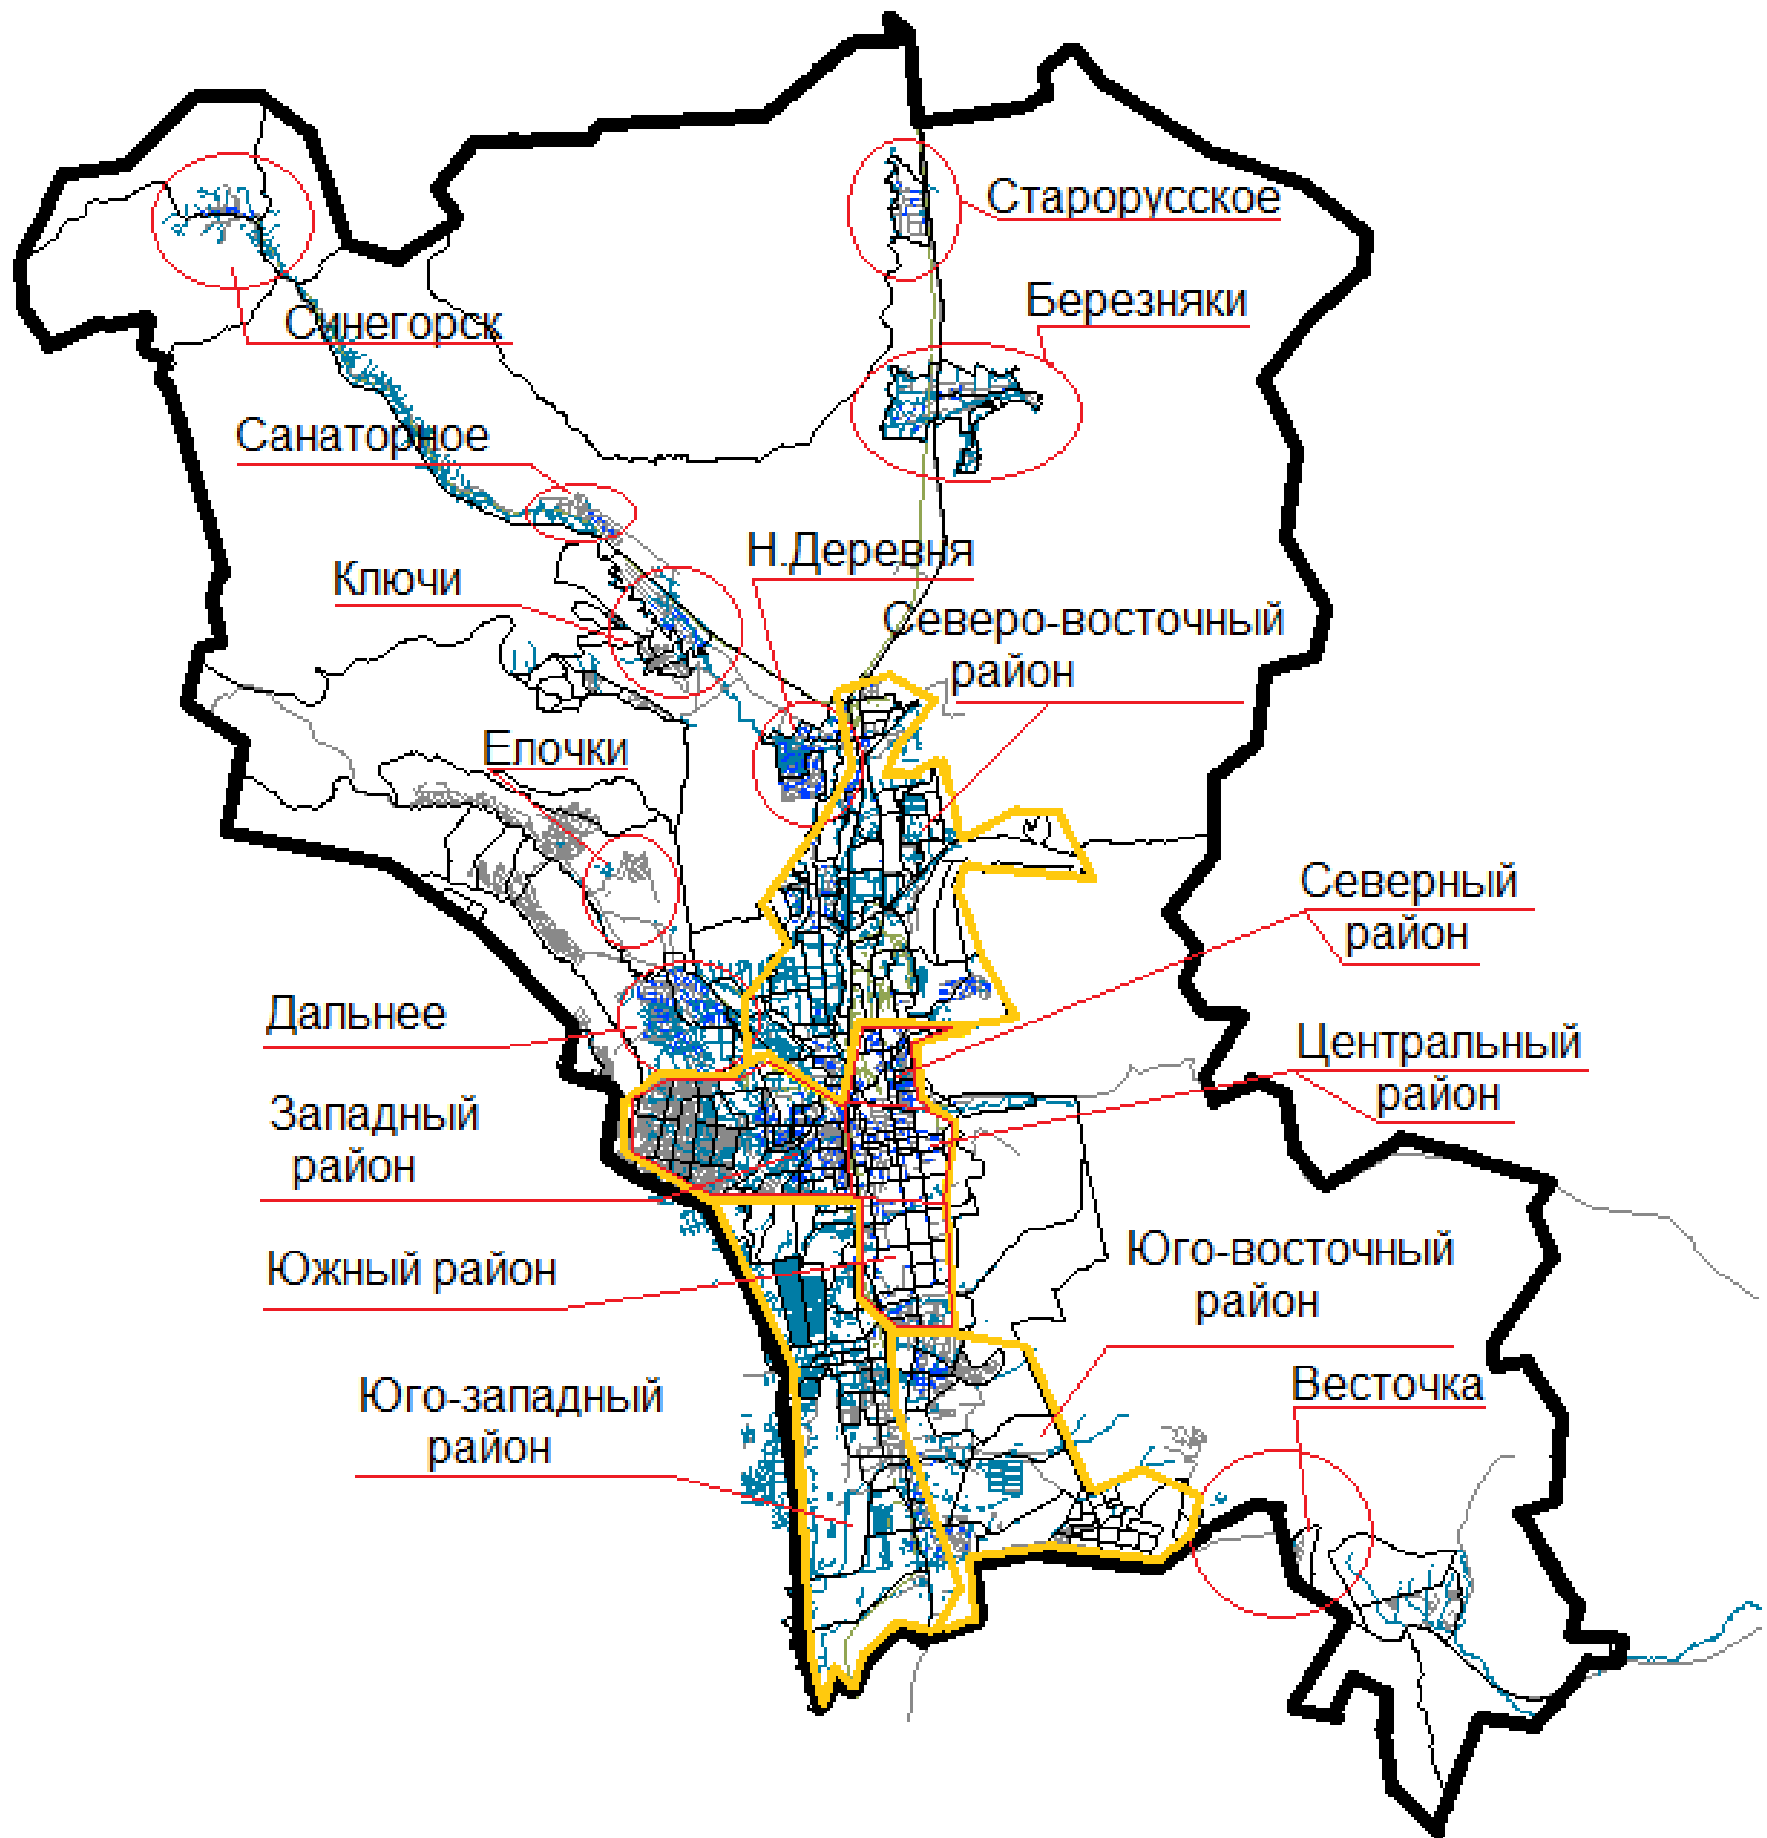 Старорусское
Березняки
Синегорск
Санаторное
Н.Деревня
Ключи
Северо-восточный
район
Елочки
Северный
район
Дальнее
Центральный
район
Западный
район
Южный район
Юго-восточный
район
Юго-западный
район
Весточка